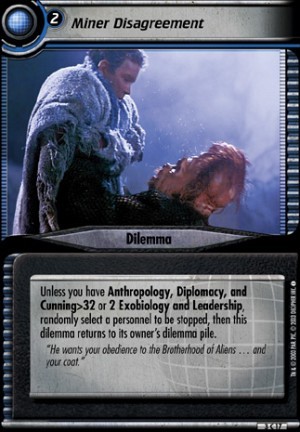 2 Miner Disagreement
Dilemma
Unless you have Anthropology, Diplomacy, and
Cunning>32 or 2 Exobiology and Leadership,
randomly select a personnel to be stopped, then this
dilemma returns to its owner's dilemma pile.
"He wants your obedience to the Brotherhood of Aliens ... and
your coat."
3 C 17